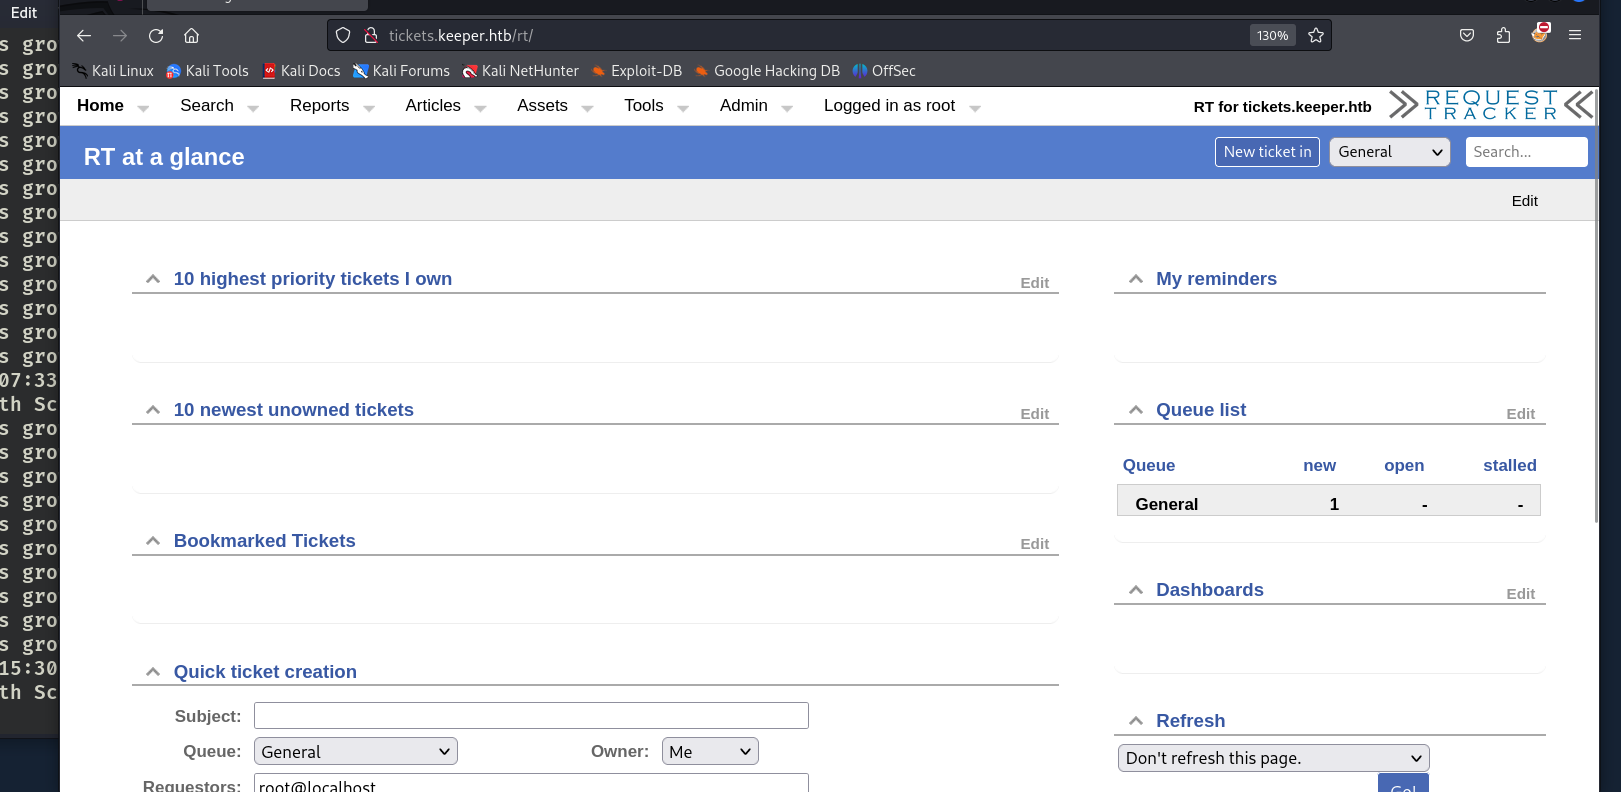 Edit
tickets.keeper.htb/rt/
130%
Kali Linux Kali Tools Kali Docs Kali Forums Kali NetHunter Exploit-DB Google Hacking DB OffSec
Home Search Reports Articles Assets Tools Admin Logged in as root RT for tickets.keeper.htb
REQUEST
TRACKER
RT at a glance New ticket in General Search...
Edit
10 highest priority tickets I own Edit
My reminders
10 newest unowned tickets Edit
Queue list Edit
Queue new open stalled
General 1 - -
Bookmarked Tickets Edit
Dashboards Edit
Quick ticket creation
Subject:
Queue: General Owner: Me
Requestors: root@localhost
Refresh
Don't refresh this page.
Go!
s gro
s gro
s gro
s gro
s gro
s gro
s gro
s gro
s gro
s gro
s gro
s gro
s gro
s gro
07:33
th Sc
s gro
s gro
s gro
s gro
s gro
s gro
s gro
s gro
s gro
s gro
15:30
th Sc